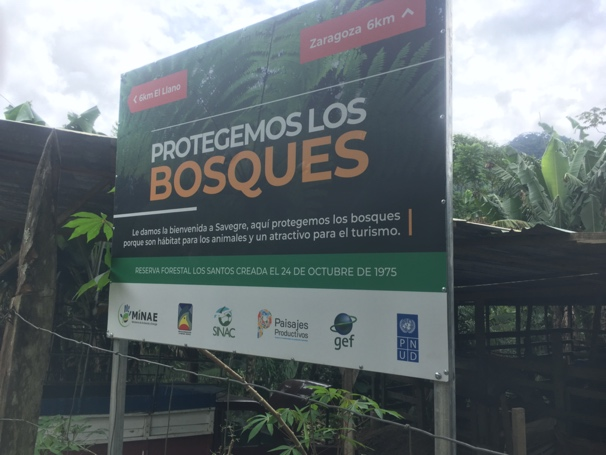 Zaragoza 6km
6km El Llano
PROTEGEMOS LOS
BOSQUES
Le damos la bienvenida a Savegre, aquí protegemos los bosques
porque son hábitat para los animales y un atractivo para el turismo.
RESERVA FORESTAL LOS SANTOS CREADA EL 24 DE OCTUBRE DE 1975
MiNAE
SINAC
Paisajes
Productivos
gef
P N
U D